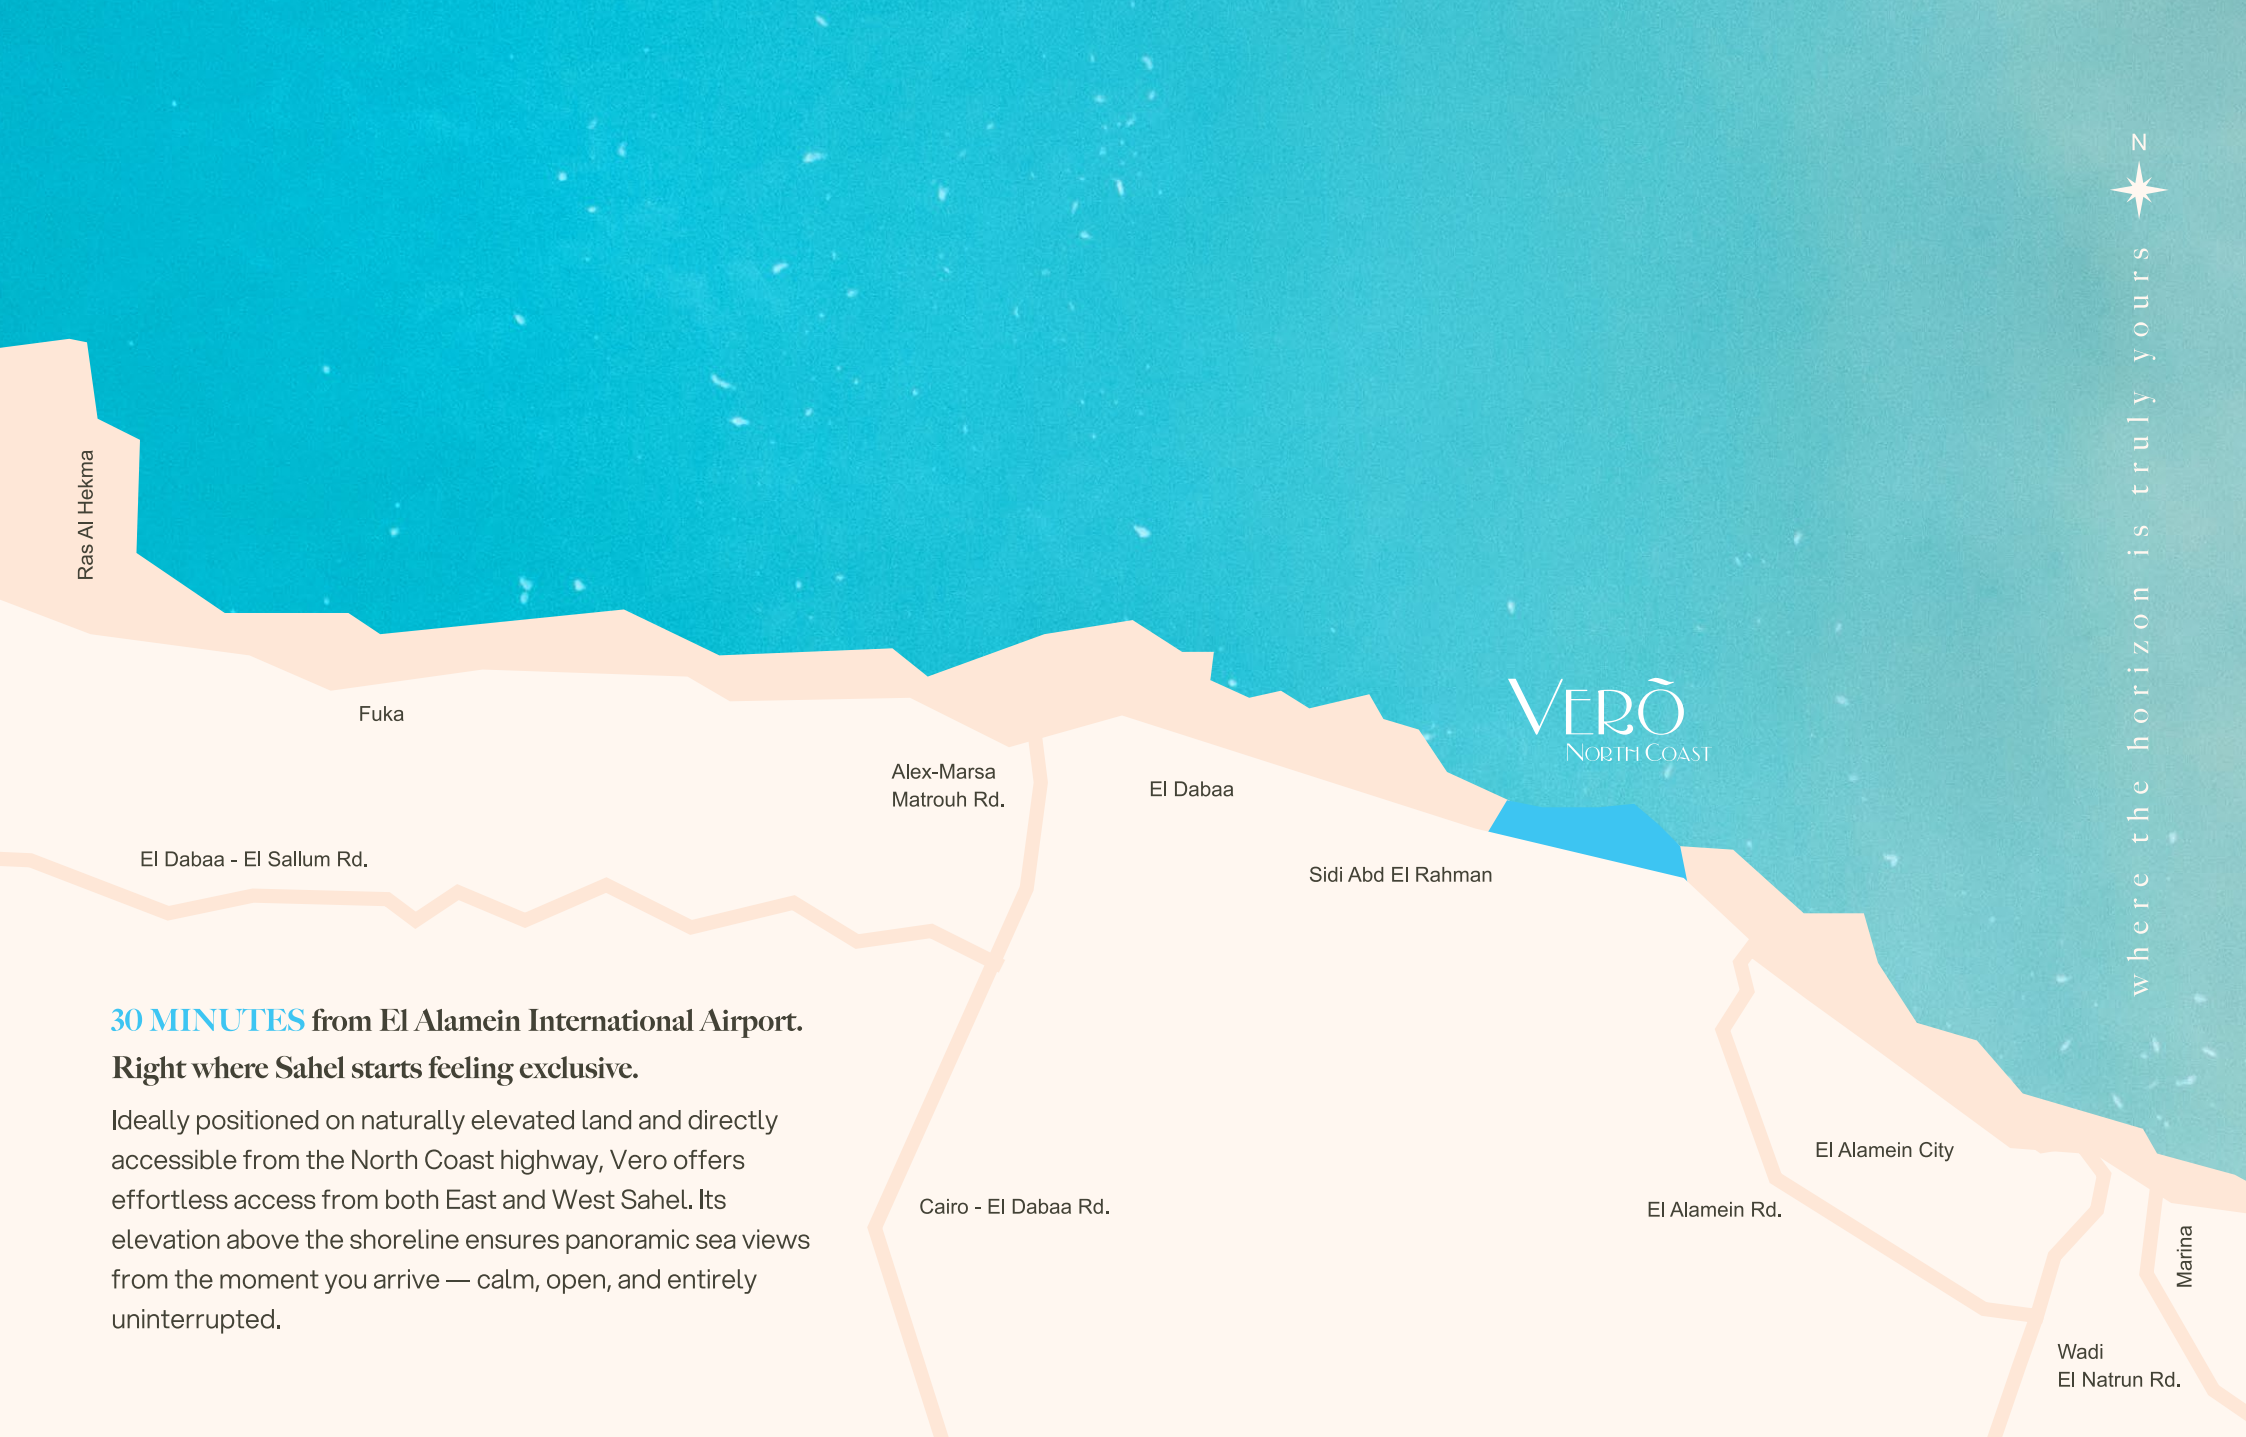 N
where the horizon is truly yours
Ras Al Hekma
VERÕ
NORTH COAST
Fuka
Alex-Marsa
Matrouh Rd.
El Dabaa
El Dabaa - El Sallum Rd.
Sidi Abd El Rahman
30 MINUTES from El Alamein International Airport.
Right where Sahel starts feeling exclusive.
Ideally positioned on naturally elevated land and directly
accessible from the North Coast highway, Vero offers
effortless access from both East and West Sahel. Its
elevation above the shoreline ensures panoramic sea views
from the moment you arrive — calm, open, and entirely
uninterrupted.
Cairo - El Dabaa Rd.
El Alamein City
El Alamein Rd.
Marina
Wadi
El Natrun Rd.